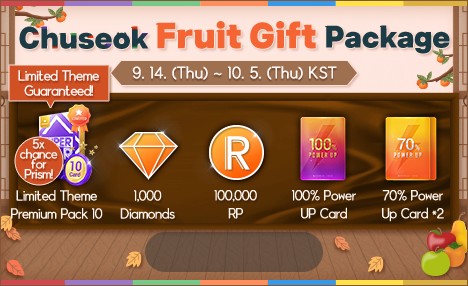 Chuseok Fruit Gift Package
9. 14. (Thu) ~ 10. 5. (Thu) KST
Limited Theme
Guaranteed!
5x
chance
for
Prism!
10
Card
Limited Theme
Premium Pack 10
1,000
Diamonds
R
100,000
RP
100%
POWER UP
100% Power
UP Card
70%
POWER UP
70% Power
Up Card *2